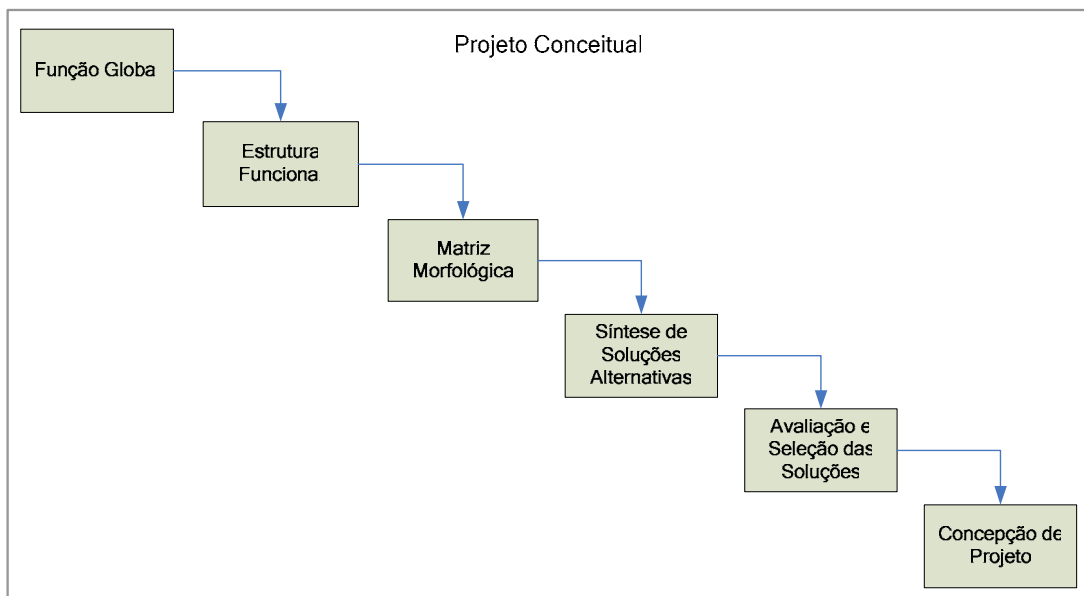 Projeto Conceitual
Função Globa
Estrutura
Funciona
Matriz
Morfológica
Síntese de
Soluções
Alternativas
Avaliação e
Seleção das
Soluções
Concepção de
Projeto